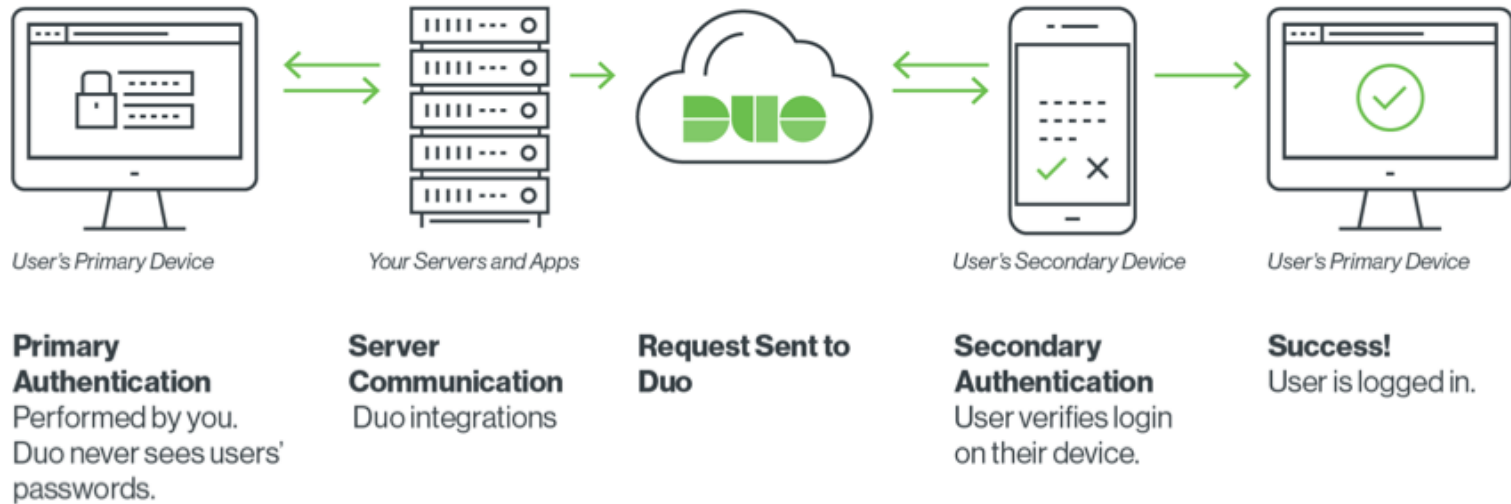 DUO
User's Primary Device
Your Servers and Apps
User's Secondary Device
User's Primary Device
Primary
Authentication
Performed by you.
Duo never sees users'
passwords.
Server
Communication
Duo integrations
Request Sent to
Duo
Secondary
Authentication
User verifies login
on their device.
Success!
User is logged in.